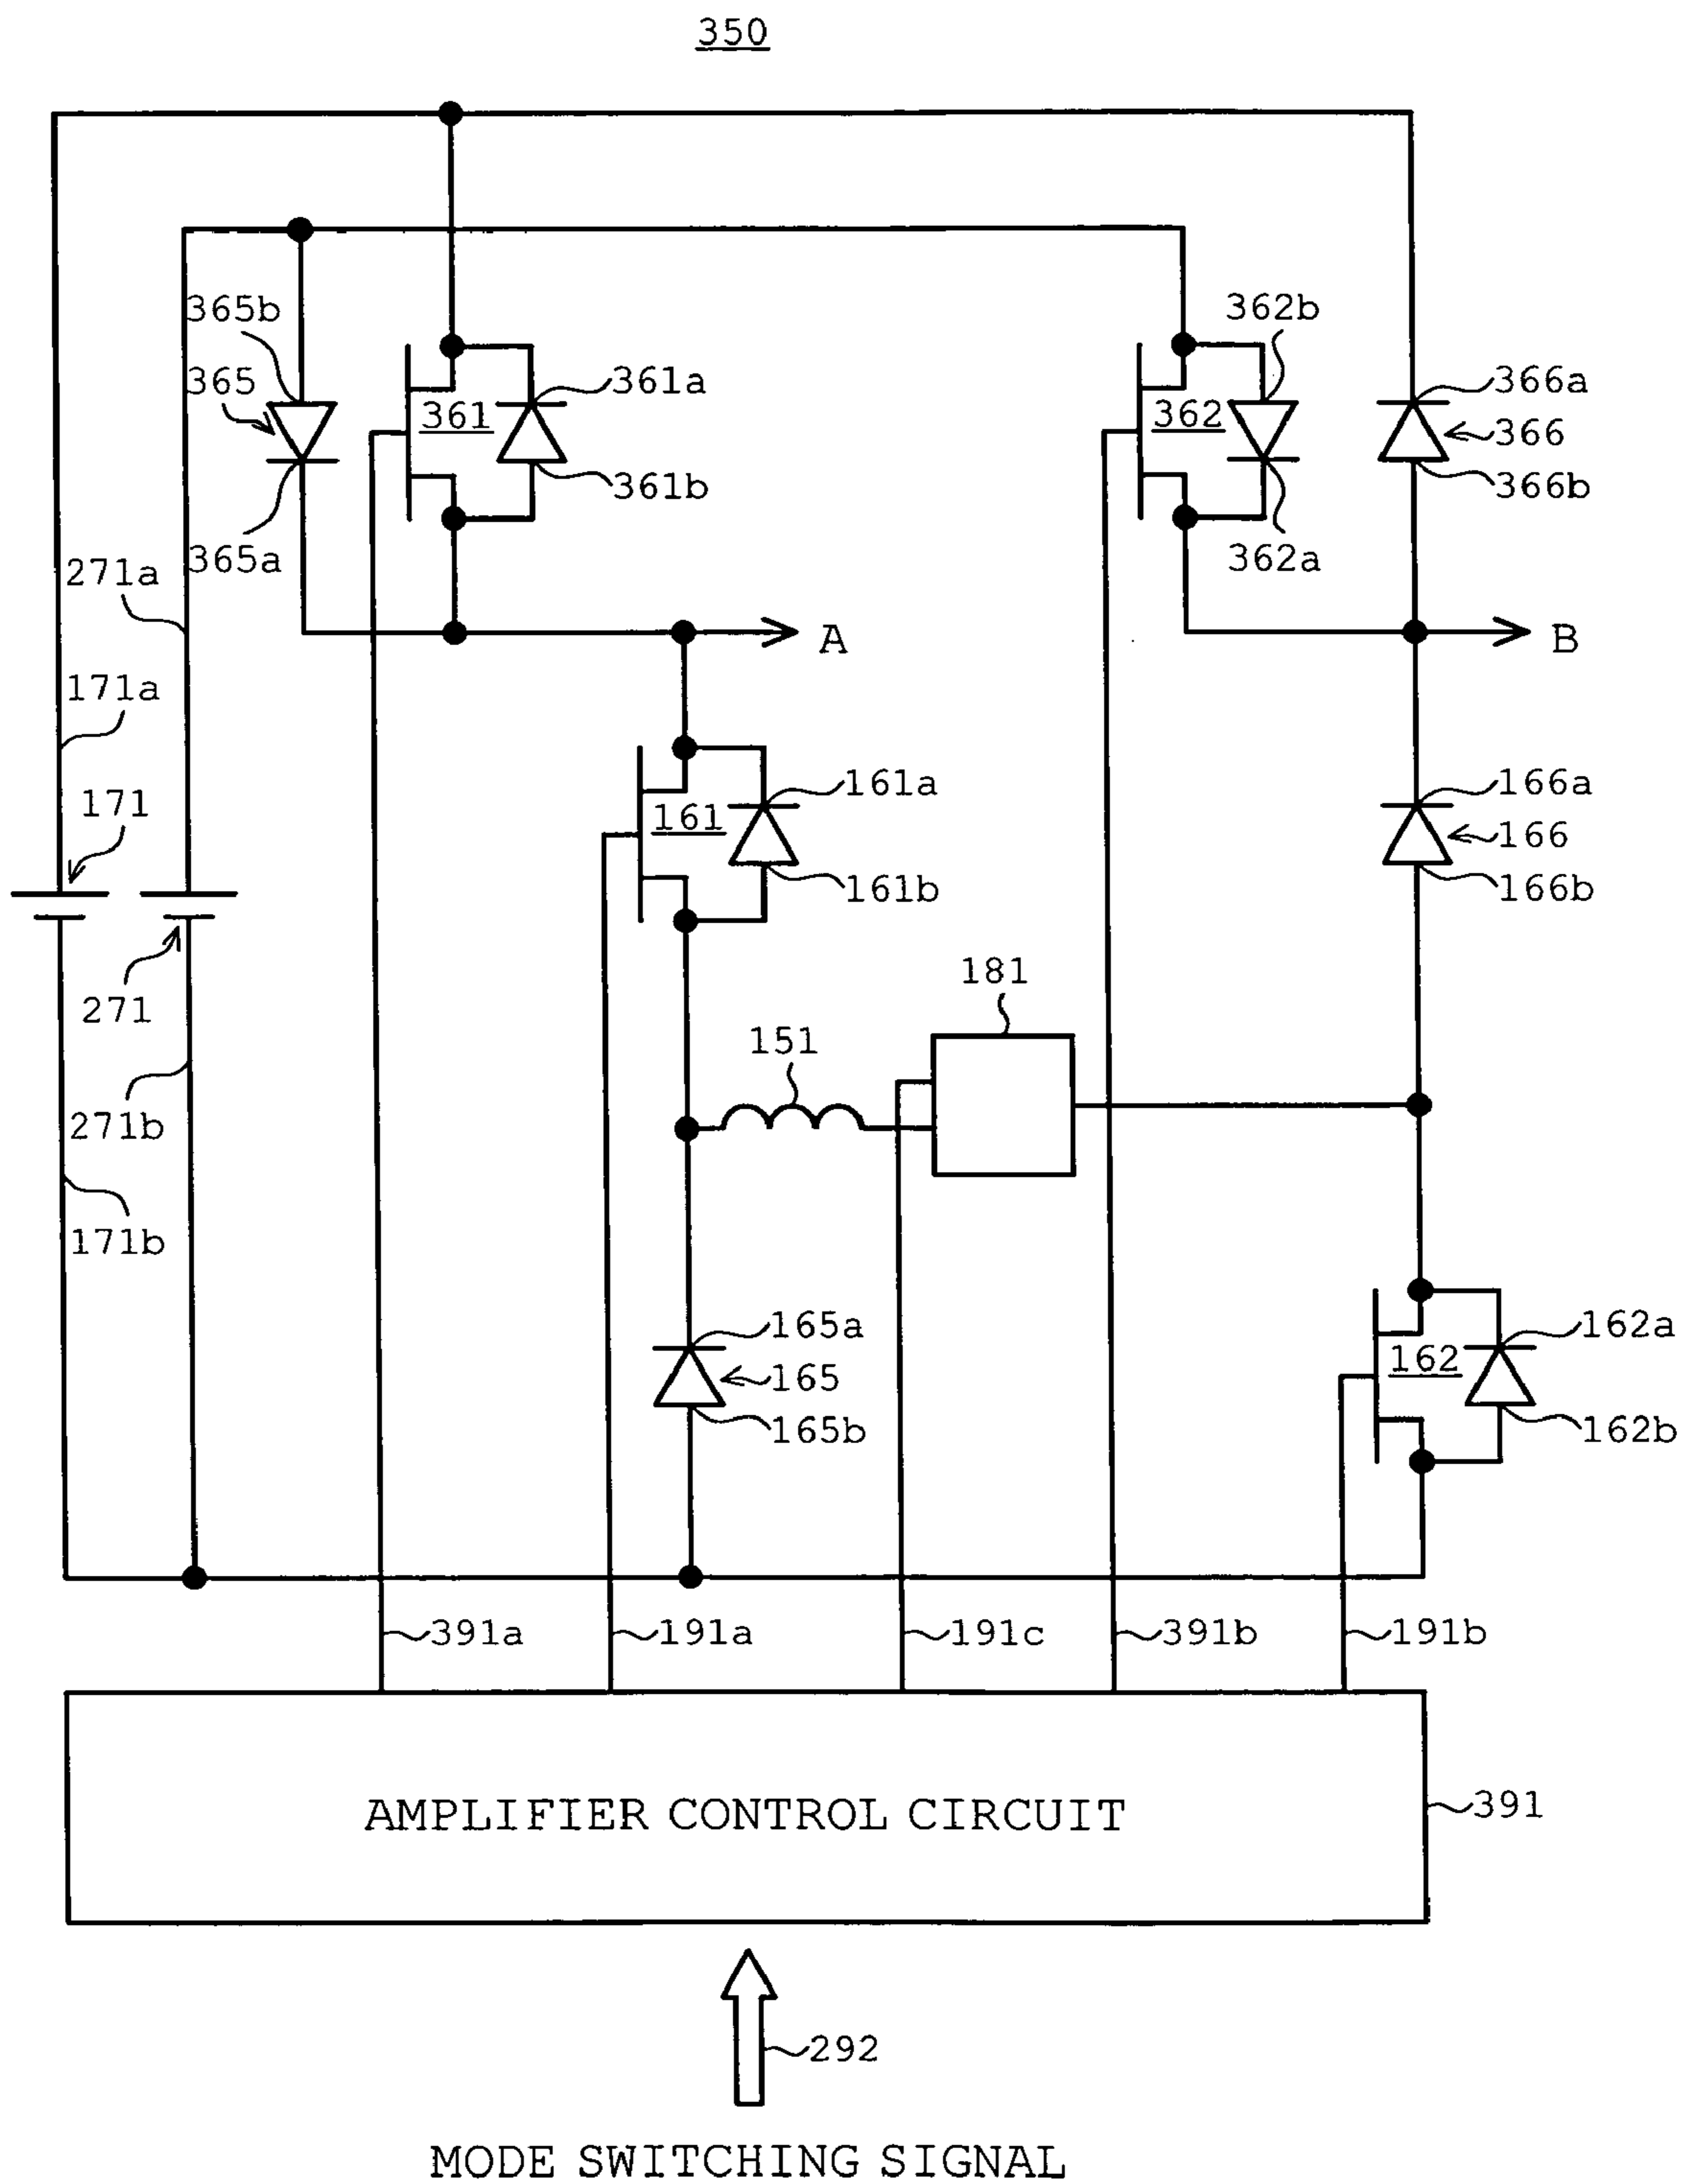 350
365b
362b
365
361
361a
362
366a
366
361b
366b
365a
362a
271a
A
B
171a
171
161
161a
166a
166
161b
166b
271
181
151
271b
171b
165a
165
165b
162
162a
162b
391a
191a
191c
391b
191b
AMPLIFIER CONTROL CIRCUIT
391
292
MODE SWITCHING SIGNAL